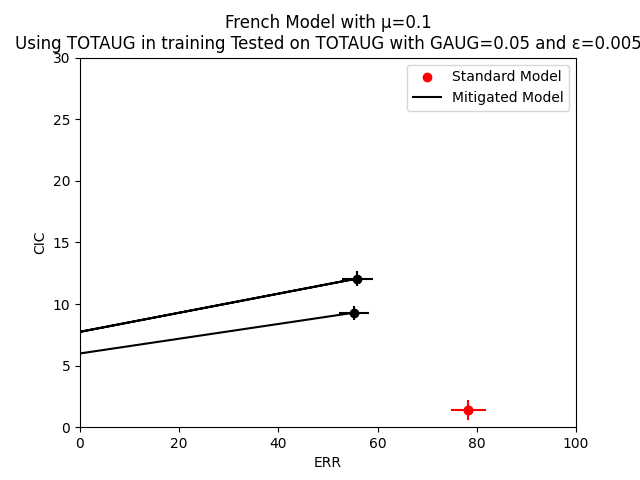 French Model with μ=0.1
Using TOTAUG in training Tested on TOTAUG with GAUG=0.05 and ε=0.005
30
25
20
15
10
5
0
CIC
Standard Model
Mitigated Model
0 20 40 60 80 100
ERR